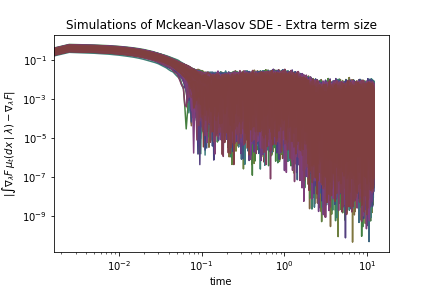 Simulations of Mckean-Vlasov SDE - Extra term size
10⁻¹
10⁻³
10⁻⁵
10⁻⁷
10⁻⁹
|∫∇λF μₜ(dx | λ) − ∇λF|
10⁻² 10⁻¹ 10⁰ 10¹
time